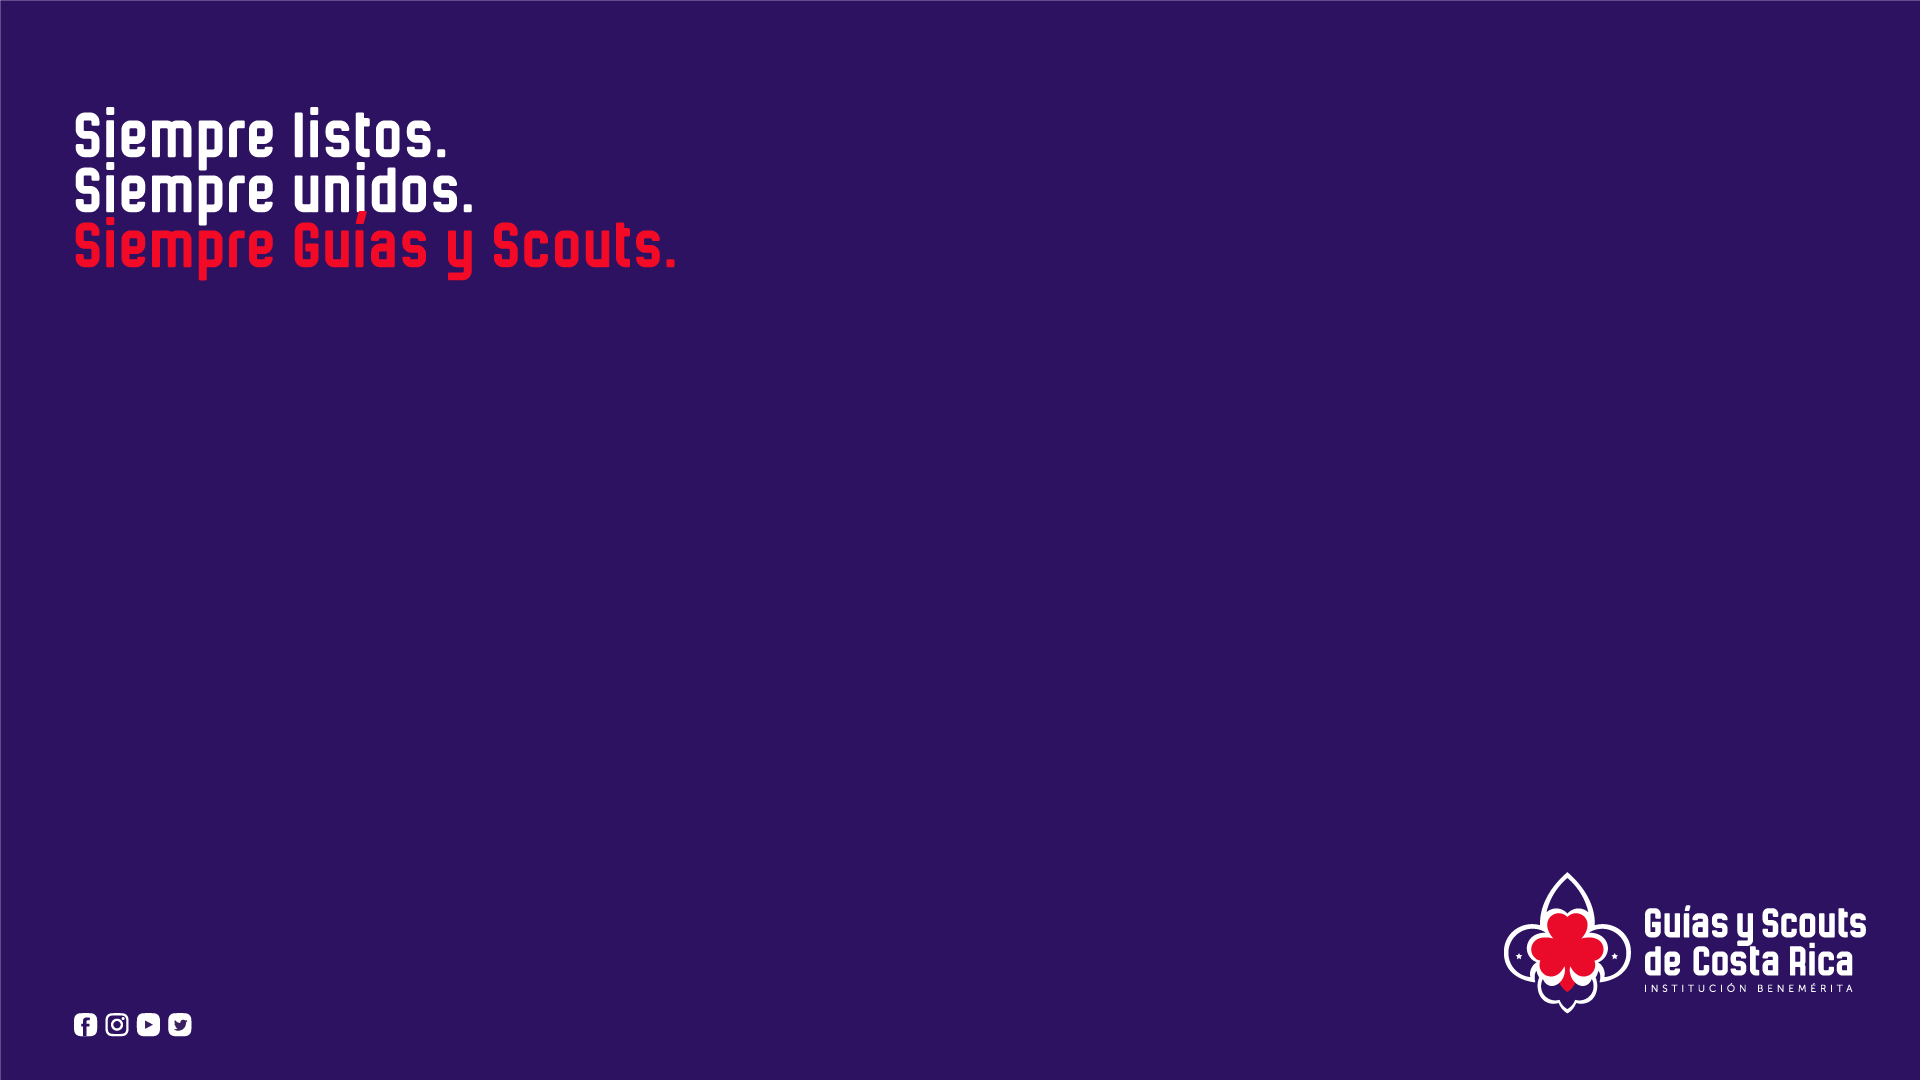 Siempre listos.
Siempre unidos.
Siempre Guías y Scouts.
Guías y Scouts
de Costa Rica
INSTITUCIÓN BENEMÉRITA